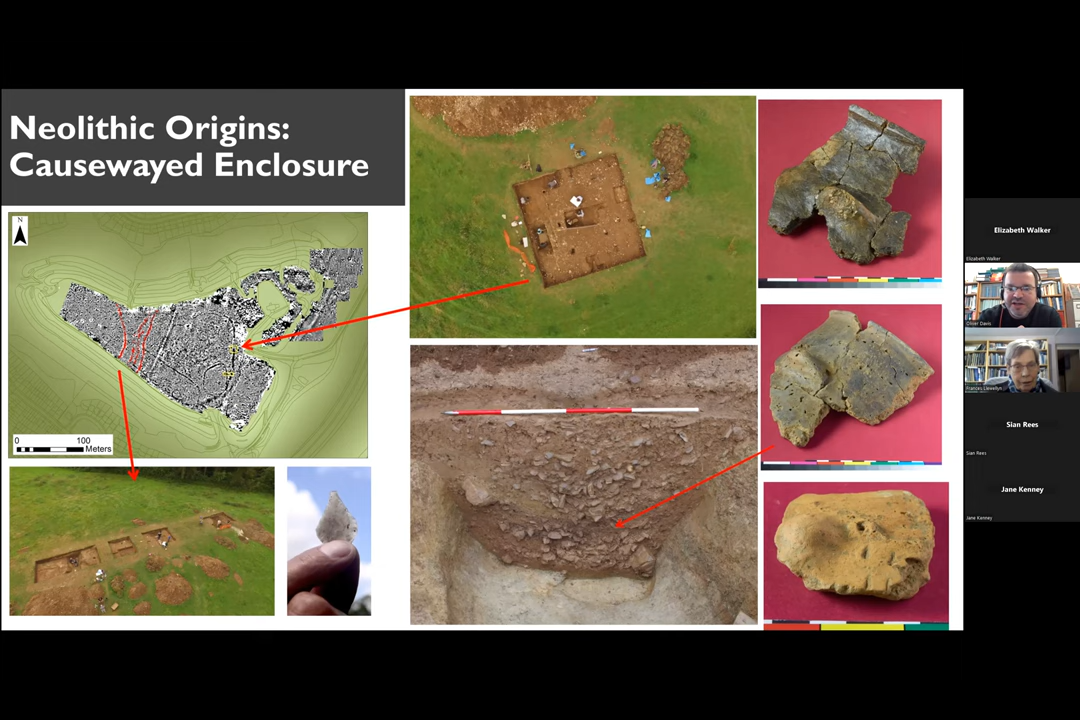 Neolithic Origins:
Causewayed Enclosure
N
0 100
Meters
Elizabeth Walker
Elizabeth Walker
Oliver Davis
Frances Llewellyn
Sian Rees
Sian Rees
Jane Kenney
Jane Kenney